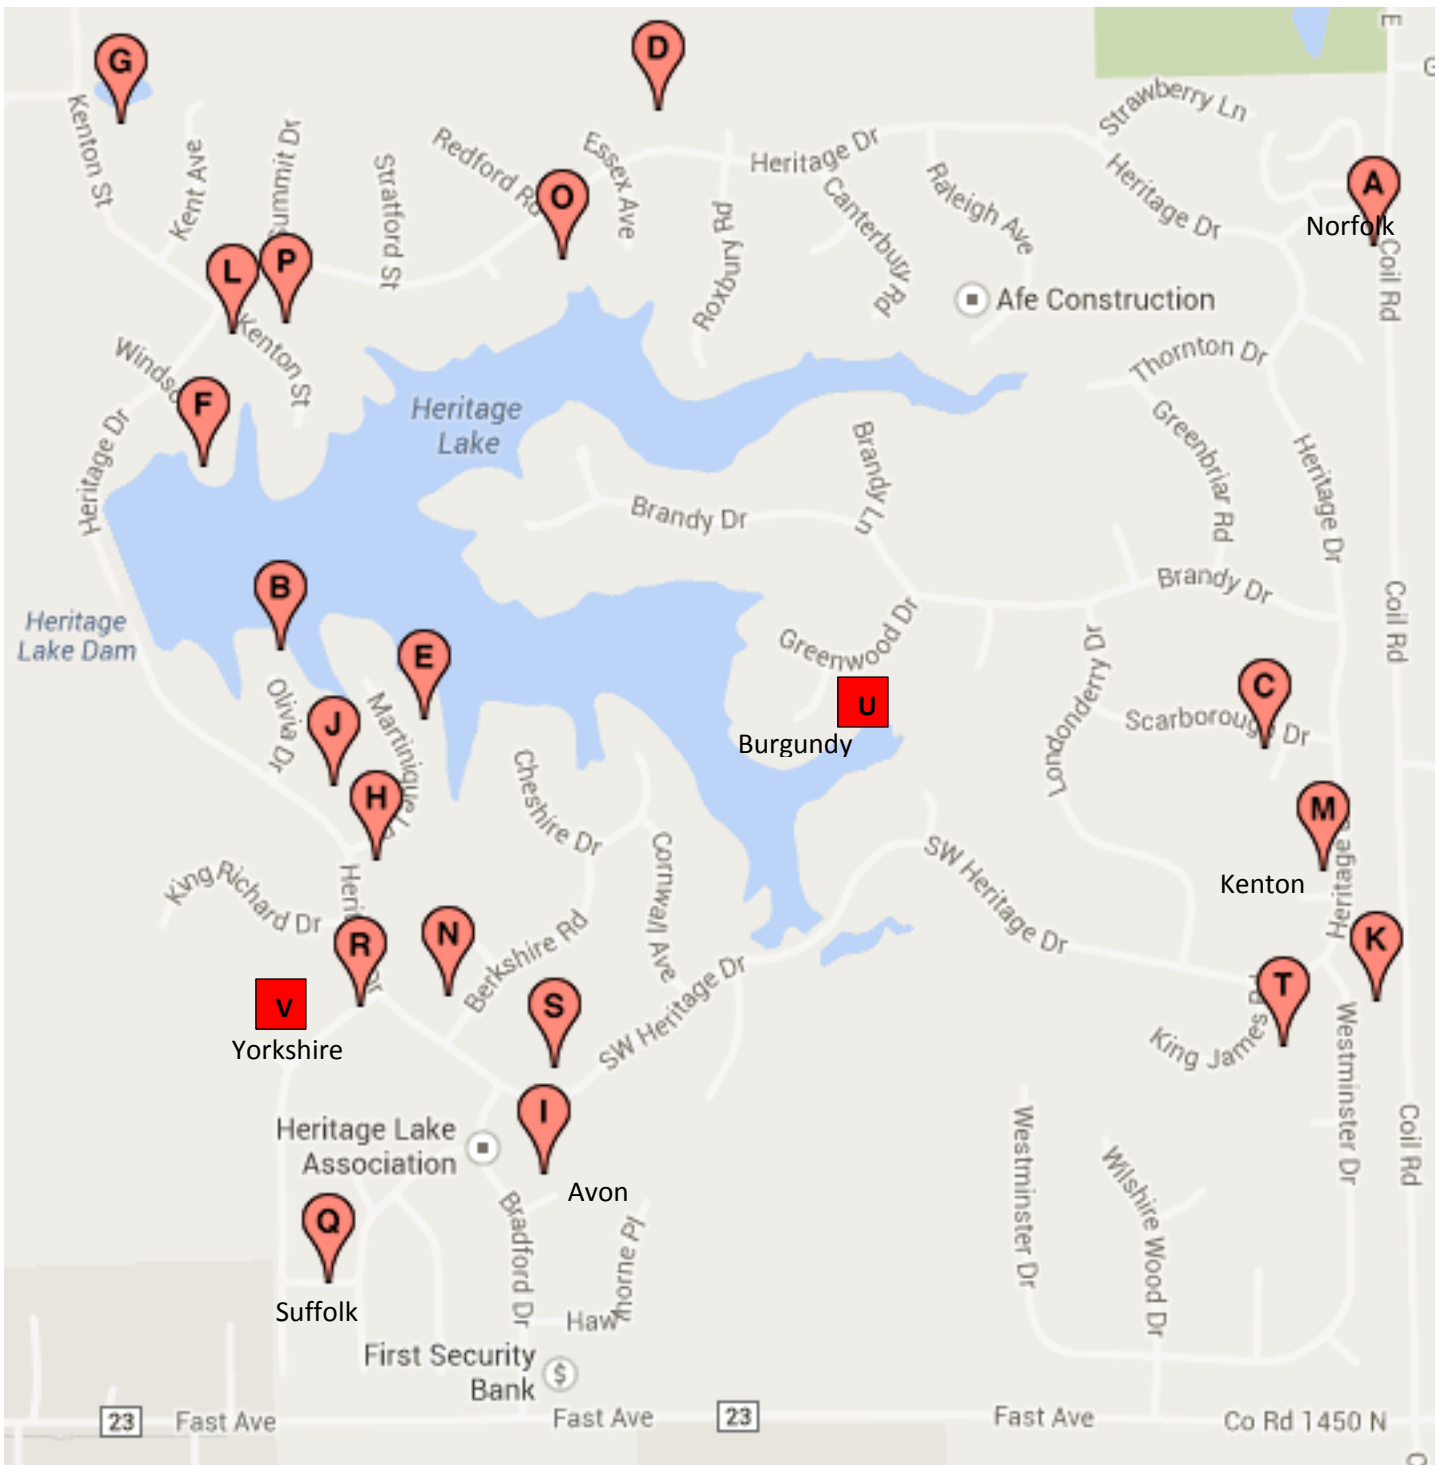 E
G
D
G
Kenton St
Kent Ave
Summit Dr
Stratford St
Redford Rd
O
Essex Ave
Heritage Dr
Strawberry Ln
Heritage Dr
A
Norfolk
Coil Rd
Roxbury Rd
Canterbury Rd
Raleigh Ave
Afe Construction
L
P
Kenton St
F
Heritage Dr
Heritage
Lake
Thornton Dr
Greenbriar Rd
Heritage Dr
Brandy Ln
Brandy Dr
Brandy Dr
Coil Rd
B
Heritage
Lake Dam
E
Greenwood Dr
U
Burgundy
Londonderry Dr
C
Scarborough Dr
Olivia Dr
J
Martinique
H
Cheshire Dr
Cornwall Ave
M
Kenton
Heritage
SW Heritage Dr
King Richard Dr
R
N
Berkshire Rd
S
SW Heritage Dr
K
T
King James
Westminster Dr
V
Yorkshire
I
Heritage Lake
Association
Avon
Bradford Dr
Westminster Dr
Wilshire Wood Dr
Coil Rd
Q
Suffolk
Haw
horne Pl
First Security
Bank
$
23
Fast Ave
Fast Ave
23
Fast Ave
Co Rd 1450 N